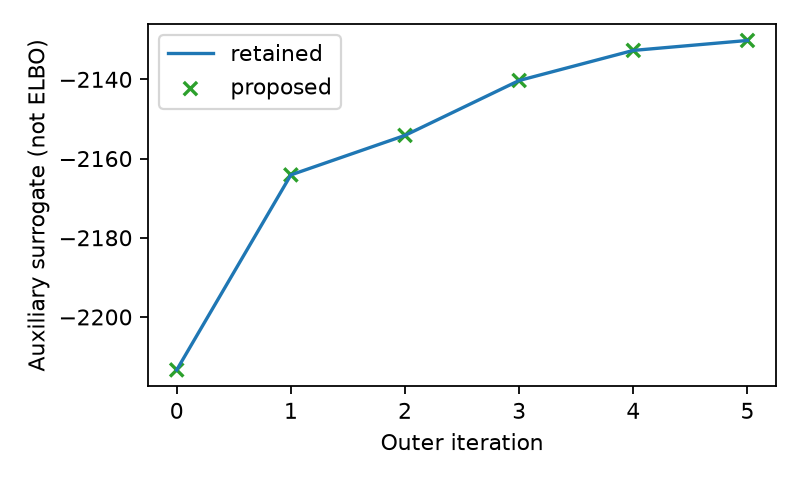 retained
proposed
Auxiliary surrogate (not ELBO)
−2140
−2160
−2180
−2200
0 1 2 3 4 5
Outer iteration